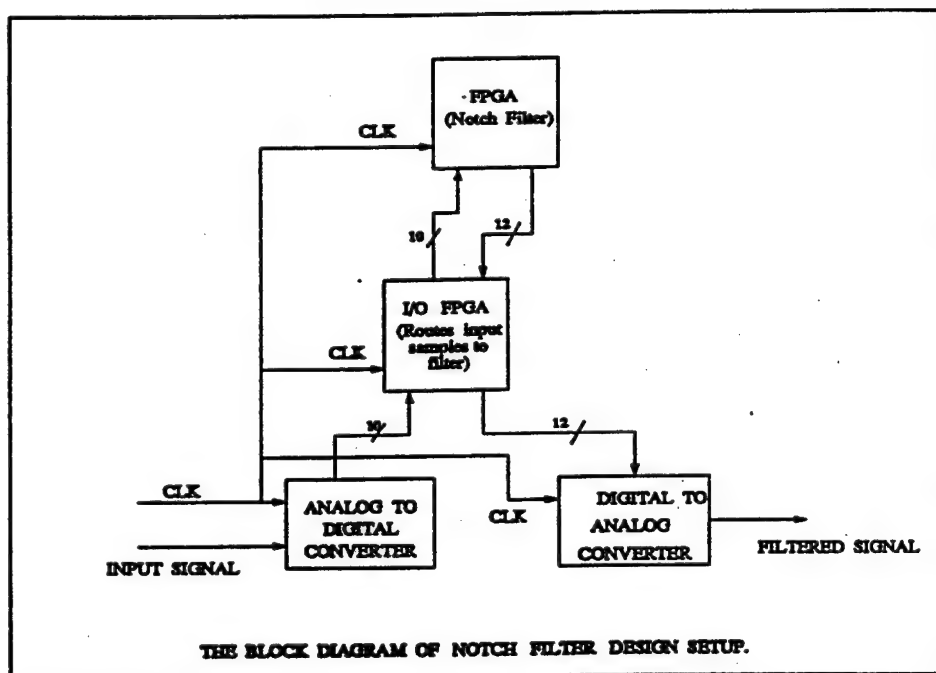 FPGA
(Notch Filter)
CLK
10
12
I/O FPGA
(Routes input
samples to
filter)
CLK
10
12
CLK
ANALOG TO
DIGITAL
CONVERTER
CLK
DIGITAL TO
ANALOG
CONVERTER
INPUT SIGNAL
FILTERED SIGNAL
THE BLOCK DIAGRAM OF NOTCH FILTER DESIGN SETUP.